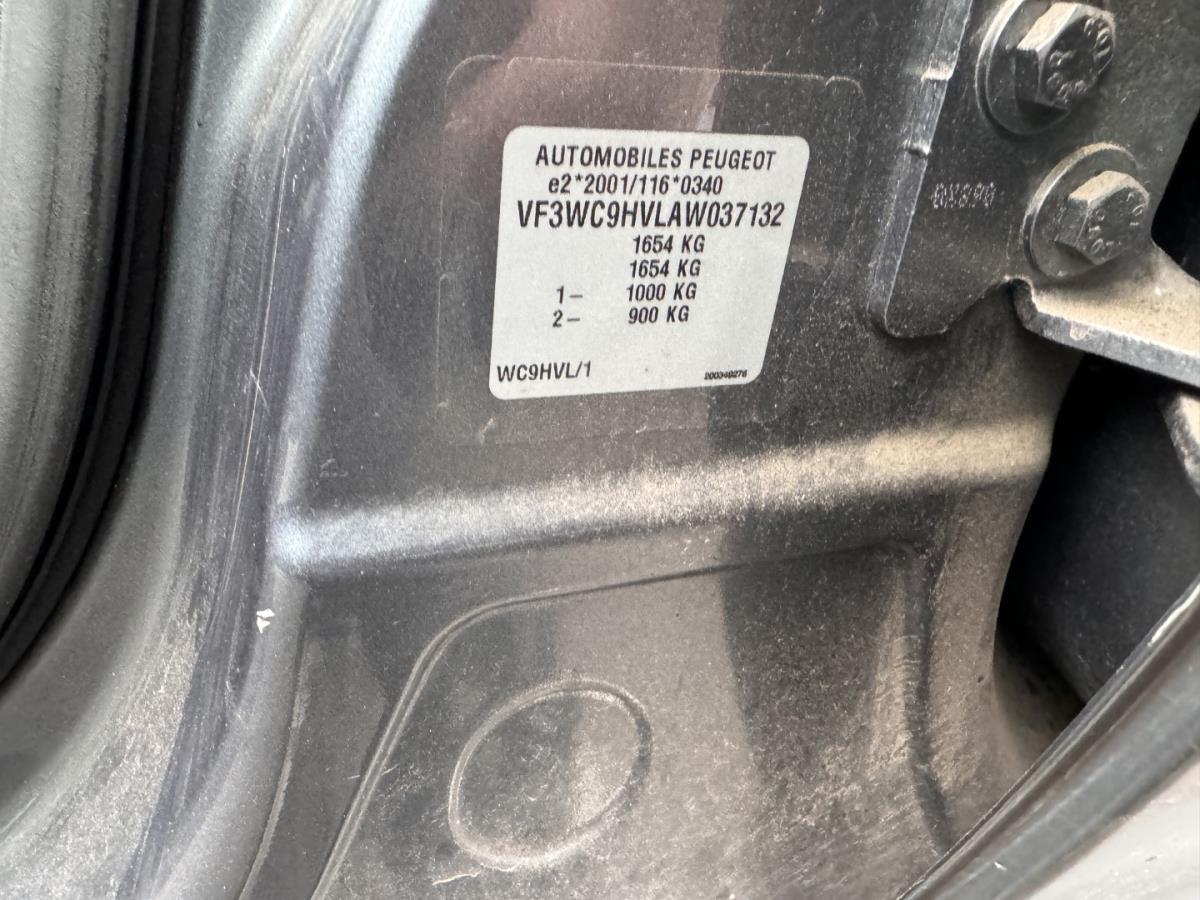 AUTOMOBILES PEUGEOT
e2*2001/116*0340
VF3WC9HVLAW037132
1654 KG
1654 KG
1– 1000 KG
2– 900 KG
WC9HVL/1
200349276